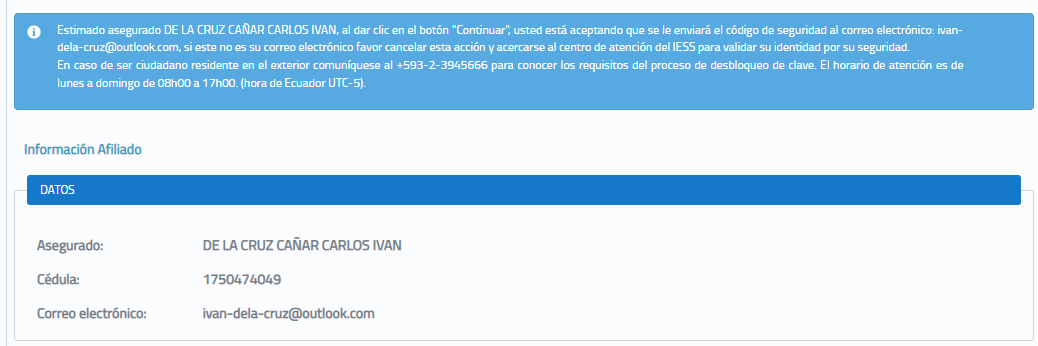 Estimado asegurado DE LA CRUZ CAÑAR CARLOS IVAN, al dar clic en el botón "Continuar", usted está aceptando que se le enviará el código de seguridad al correo electrónico: ivan-
dela-cruz@outlook.com, si este no es su correo electrónico favor cancelar esta acción y acercarse al centro de atención del IESS para validar su identidad por su seguridad.
En caso de ser ciudadano residente en el exterior comuníquese al +593-2-3945666 para conocer los requisitos del proceso de desbloqueo de clave. El horario de atención es de
lunes a domingo de 08h00 a 17h00. (hora de Ecuador UTC-5).
Información Afiliado
DATOS
Asegurado: DE LA CRUZ CAÑAR CARLOS IVAN
Cédula: 1750474049
Correo electrónico: ivan-dela-cruz@outlook.com